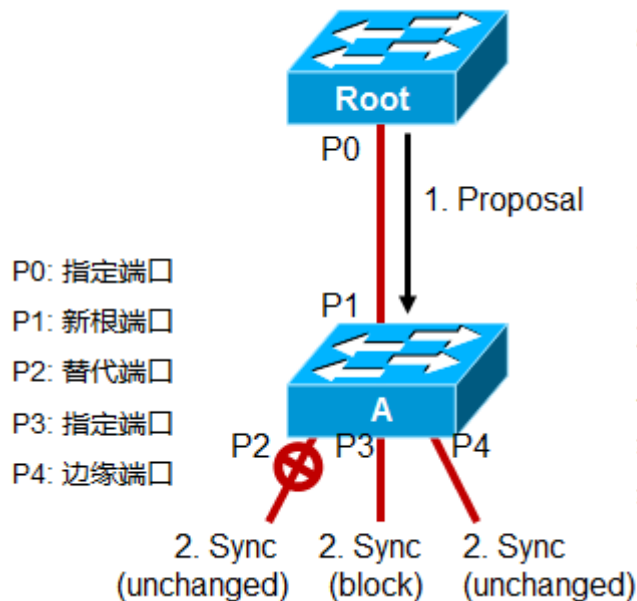 Root
P0
1. Proposal
P0: 指定端口
P1: 新根端口
P2: 替代端口
P3: 指定端口
P4: 边缘端口
P1
A
P2
P3
P4
2. Sync
(unchanged)
2. Sync
(block)
2. Sync
(unchanged)